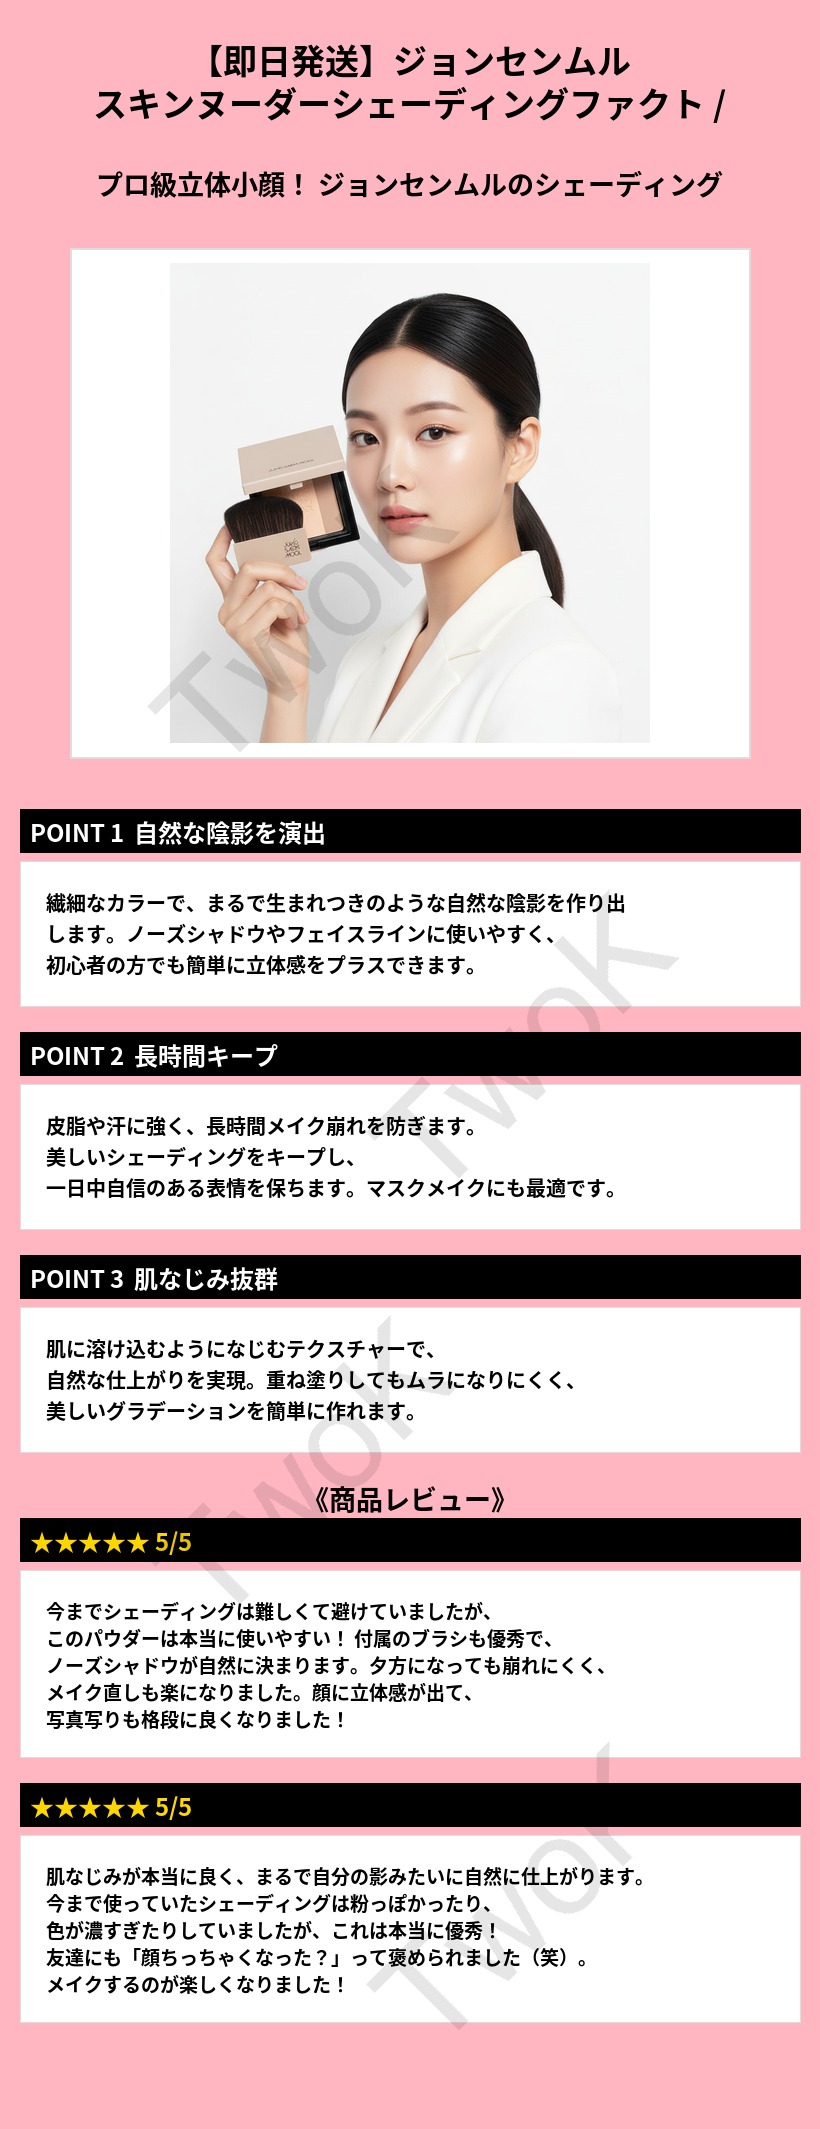 【即日発送】ジョンセンムル
スキンヌーダーシェーディングファクト /
プロ級立体小顔！ ジョンセンムルのシェーディング
TwoK
POINT 1 自然な陰影を演出
繊細なカラーで、まるで生まれつきのような自然な陰影を作り出
します。ノーズシャドウやフェイスラインに使いやすく、
初心者の方でも簡単に立体感をプラスできます。
TwoK
POINT 2 長時間キープ
皮脂や汗に強く、長時間メイク崩れを防ぎます。
美しいシェーディングをキープし、
一日中自信のある表情を保ちます。マスクメイクにも最適です。
POINT 3 肌なじみ抜群
肌に溶け込むようになじむテクスチャーで、
自然な仕上がりを実現。重ね塗りしてもムラになりにくく、
美しいグラデーションを簡単に作れます。
TwoK
《商品レビュー》
★★★★★ 5/5
今までシェーディングは難しくて避けていましたが、
このパウダーは本当に使いやすい！ 付属のブラシも優秀で、
ノーズシャドウが自然に決まります。夕方になっても崩れにくく、
メイク直しも楽になりました。顔に立体感が出て、
写真写りも格段に良くなりました！
★★★★★ 5/5
肌なじみが本当に良く、まるで自分の影みたいに自然に仕上がります。
今まで使っていたシェーディングは粉っぽかったり、
色が濃すぎたりしていましたが、これは本当に優秀！
友達にも「顔ちっちゃくなった？」って褒められました（笑）。
メイクするのが楽しくなりました！
TwoK